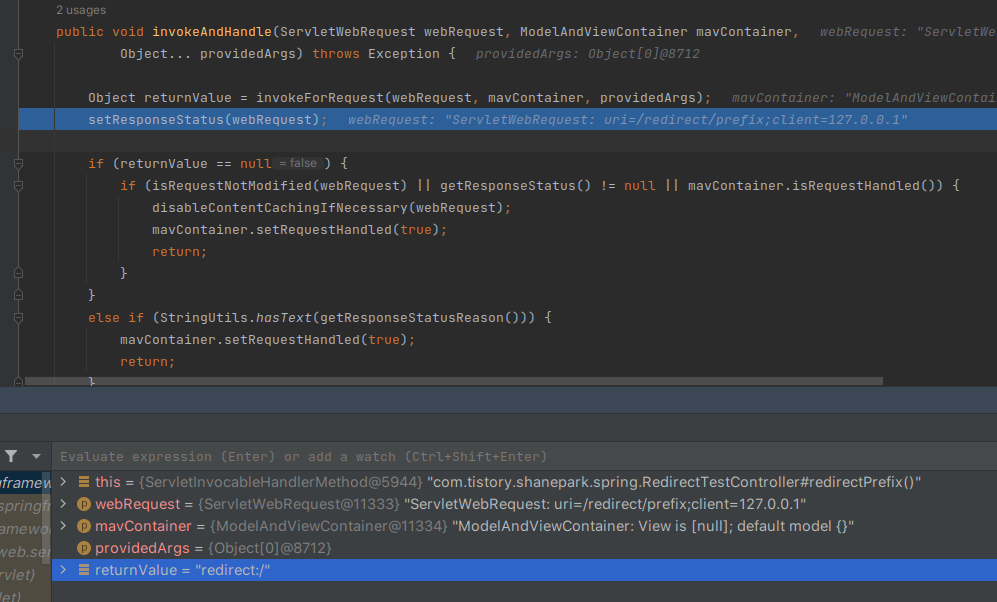 2 usages
public void invokeAndHandle(ServletWebRequest webRequest, ModelAndViewContainer mavContainer, webRequest: "ServletWe
Object... providedArgs) throws Exception { providedArgs: Object[0]@8712
Object returnValue = invokeForRequest(webRequest, mavContainer, providedArgs); mavContainer: "ModelAndViewContai
setResponseStatus(webRequest); webRequest: "ServletWebRequest: uri=/redirect/prefix;client=127.0.0.1"
if (returnValue == null = false ) {
if (isRequestNotModified(webRequest) || getResponseStatus() != null || mavContainer.isRequestHandled()) {
disableContentCachingIfNecessary(webRequest);
mavContainer.setRequestHandled(true);
return;
}
}
else if (StringUtils.hasText(getResponseStatusReason())) {
mavContainer.setRequestHandled(true);
return;
}
Evaluate expression (Enter) or add a watch (Ctrl+Shift+Enter)
this = {ServletInvocableHandlerMethod@5944} "com.tistory.shanepark.spring.RedirectTestController#redirectPrefix()"
webRequest = {ServletWebRequest@11333} "ServletWebRequest: uri=/redirect/prefix;client=127.0.0.1"
mavContainer = {ModelAndViewContainer@11334} "ModelAndViewContainer: View is [null]; default model {}"
providedArgs = {Object[0]@8712}
returnValue = "redirect:/"
gframew
springfr
amewo
web.se
rvlet)
let)